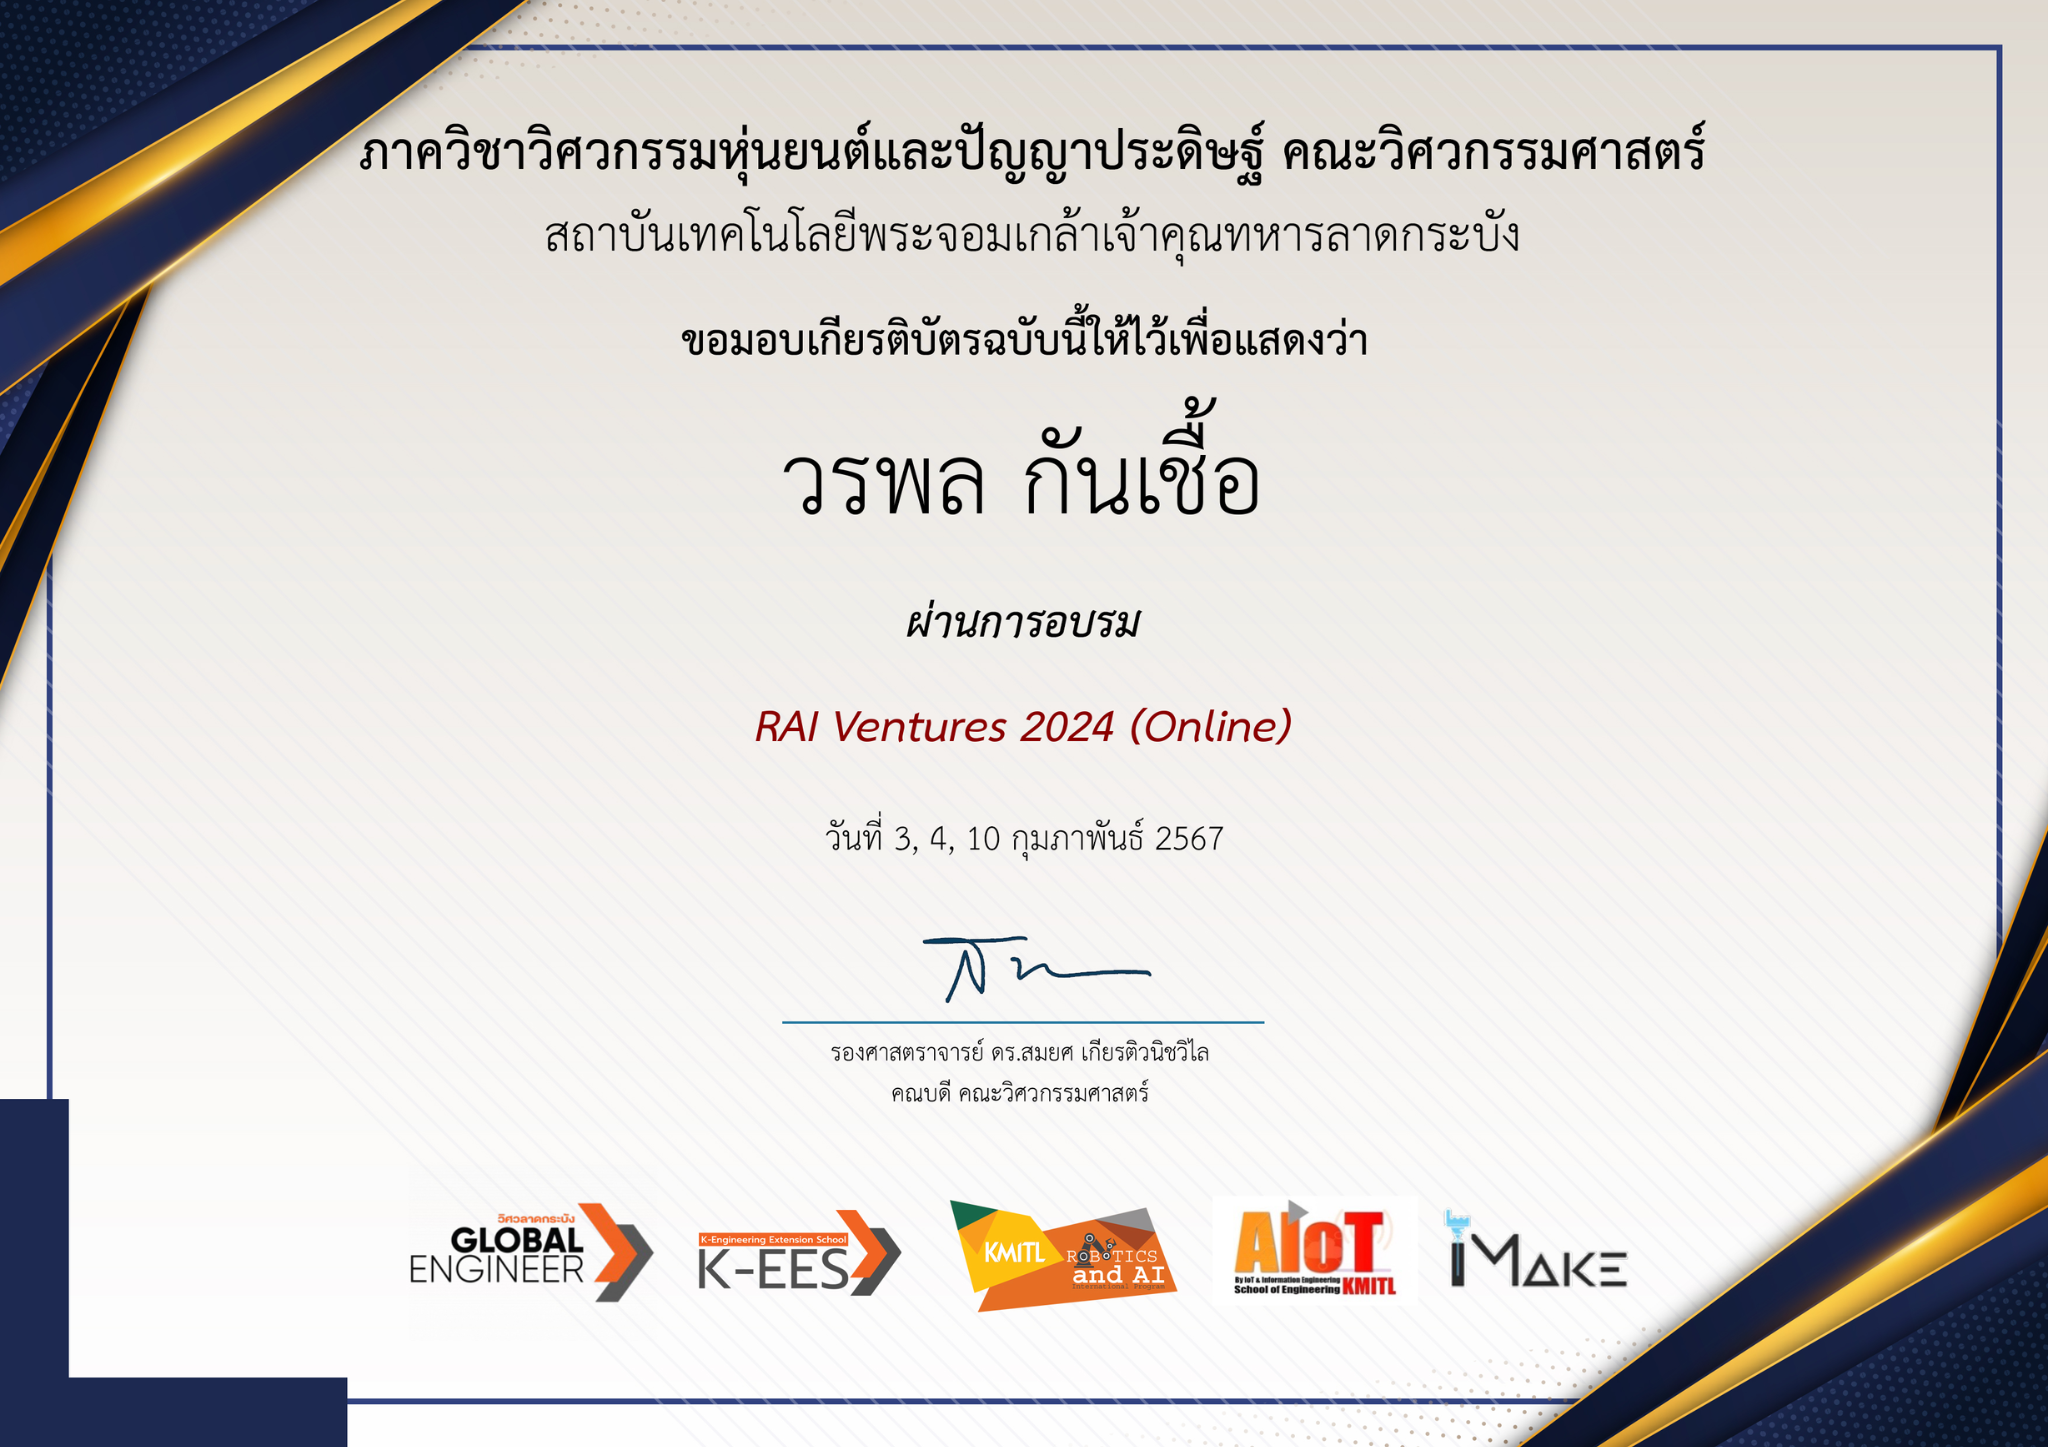 ภาควิชาวิศวกรรมหุ่นยนต์และปัญญาประดิษฐ์ คณะวิศวกรรมศาสตร์
สถาบันเทคโนโลยีพระจอมเกล้าเจ้าคุณทหารลาดกระบัง
ขอมอบเกียรติบัตรฉบับนี้ให้ไว้เพื่อแสดงว่า
วรพล กันเชื้อ
ผ่านการอบรม
RAI Ventures 2024 (Online)
วันที่ 3, 4, 10 กุมภาพันธ์ 2567
รองศาสตราจารย์ ดร.สมยศ เกียรติวนิชวิไล
คณบดี คณะวิศวกรรมศาสตร์
วิศวลาดกระบัง
GLOBAL
ENGINEER
K-Engineering Extension School
K-EES
KMITL
ROBOTICS
and AI
International Program
AIoT
By IoT & Information Engineering
School of Engineering KMITL
iMAKE